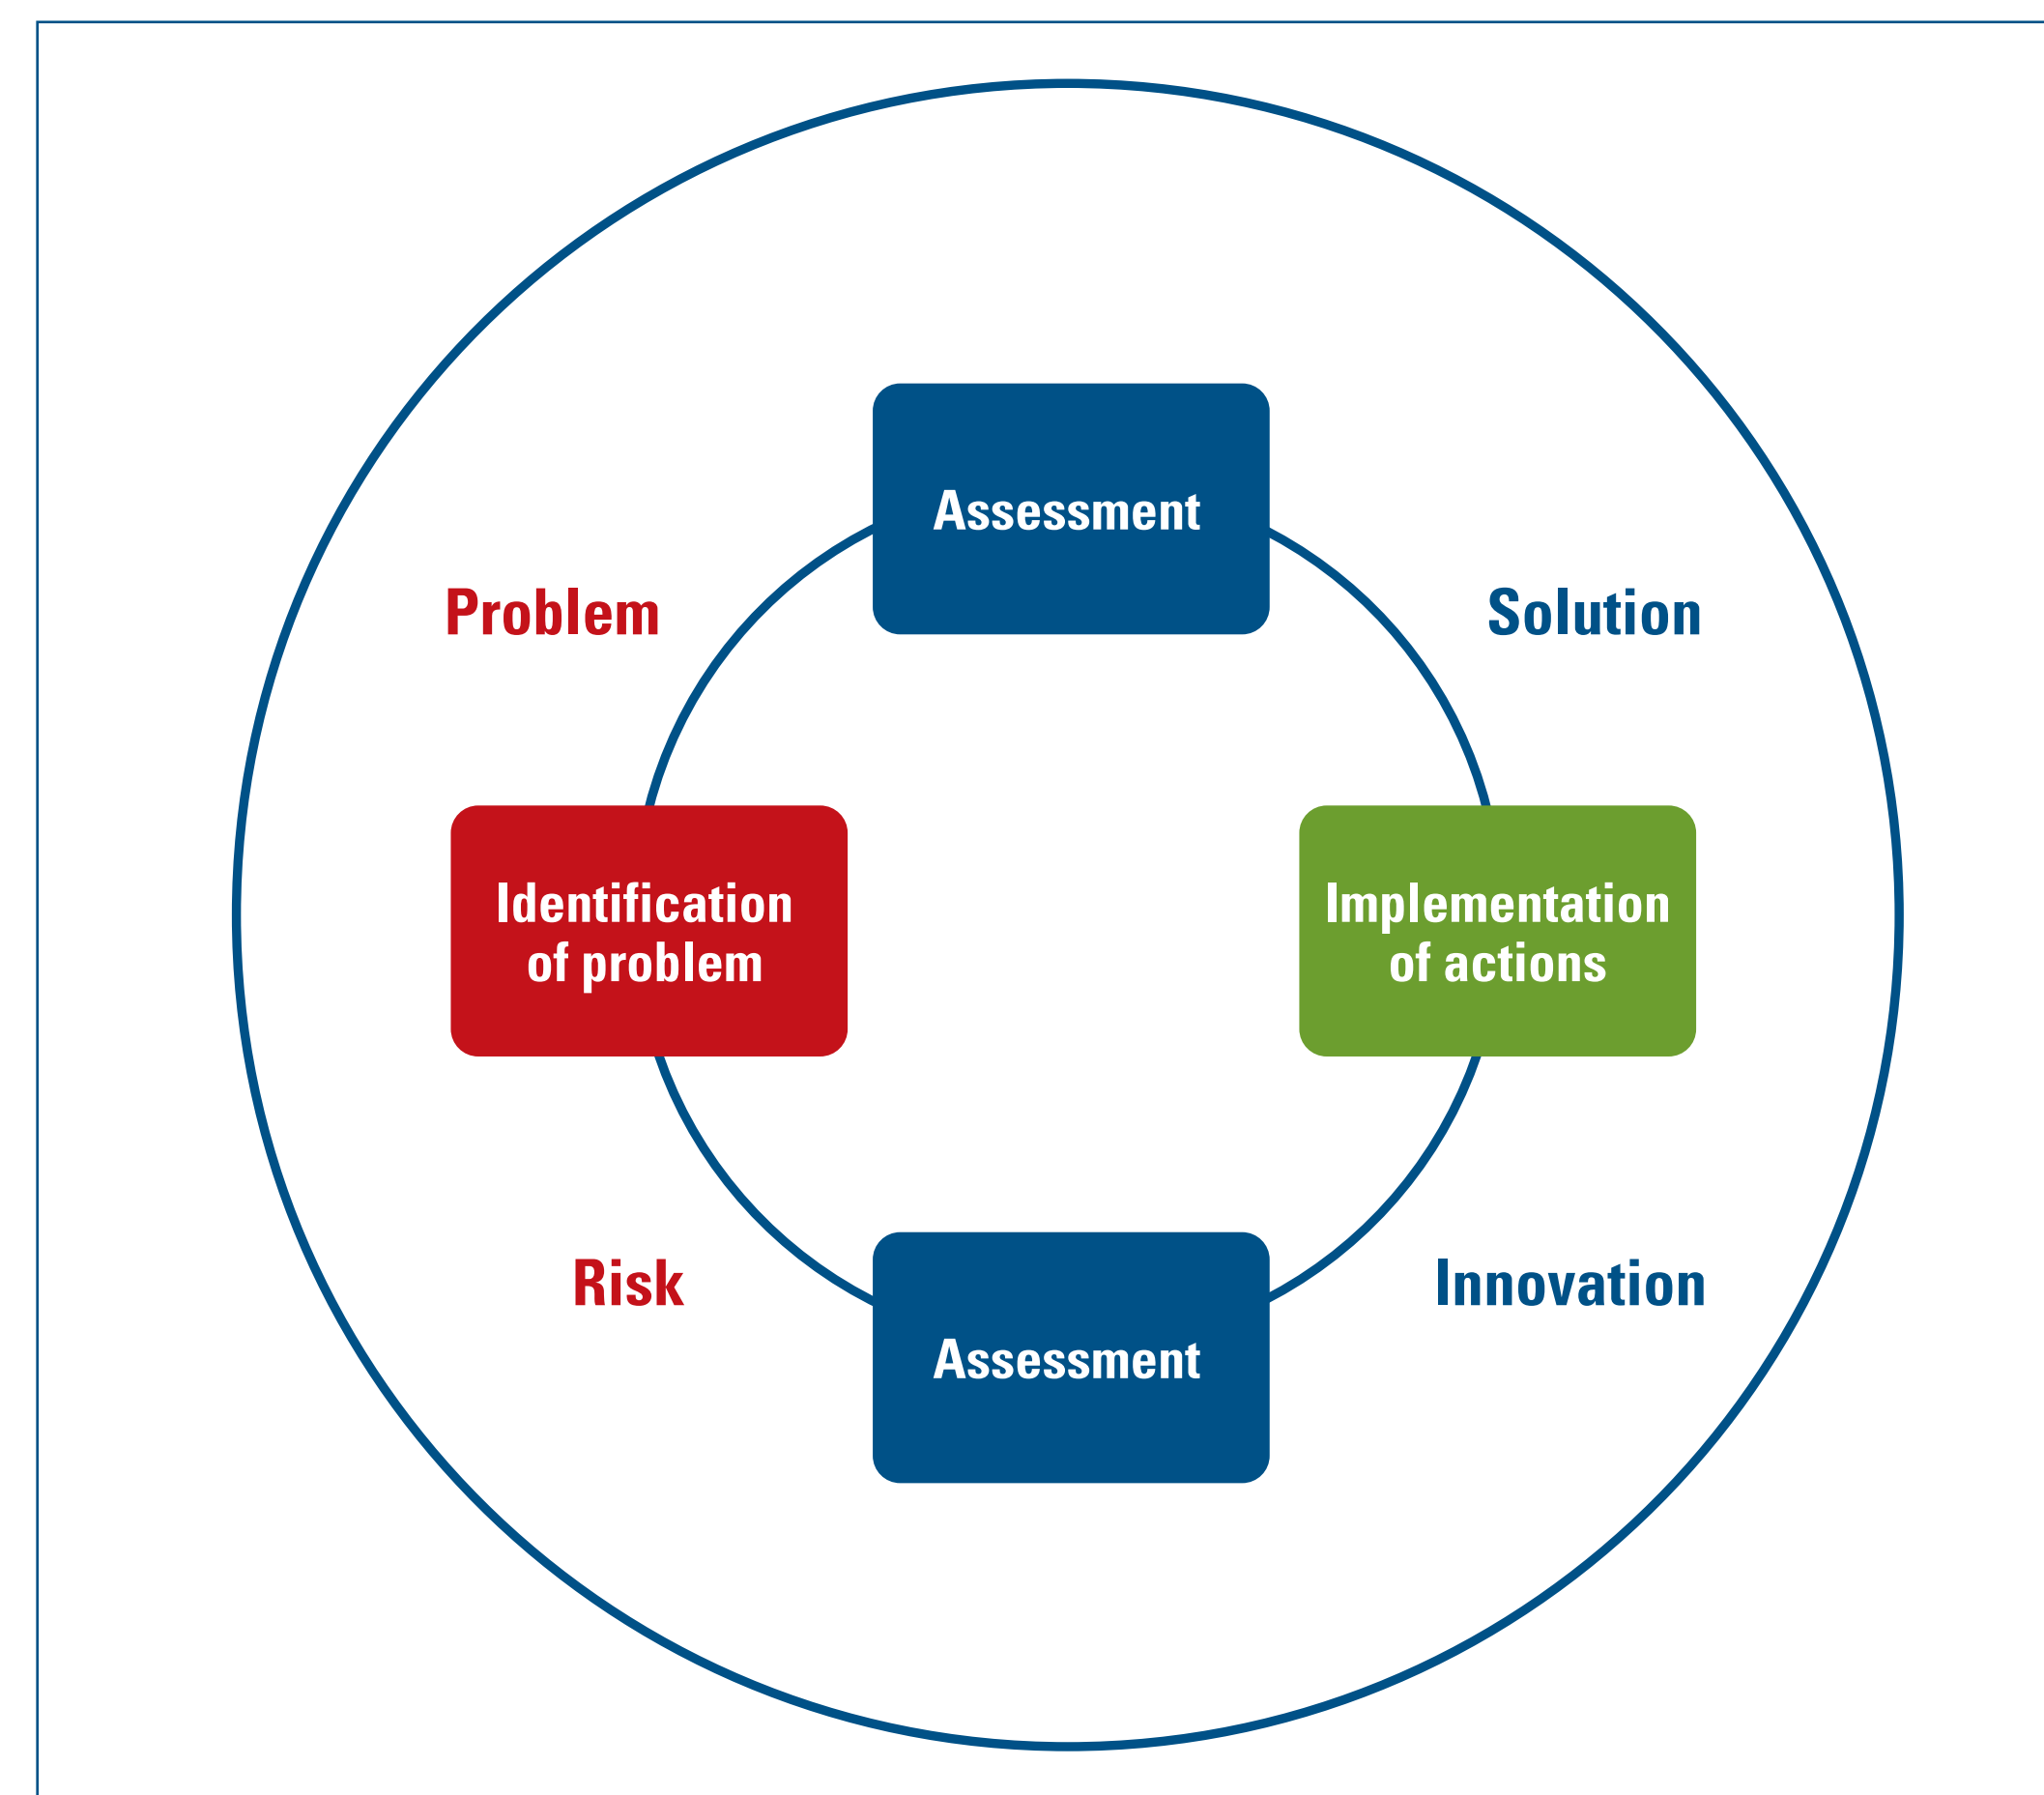 Assessment
Problem
Solution
Identification
of problem
Implementation
of actions
Risk
Innovation
Assessment